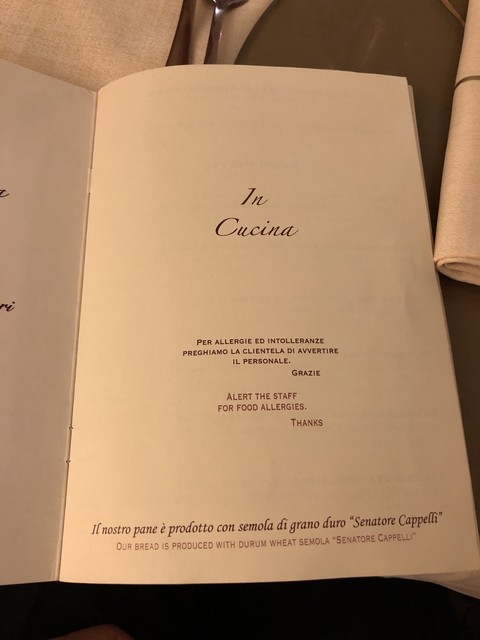 In
Cucina
Per allergie ed intolleranze
preghiamo la clientela di avvertire
il personale.
Grazie
Alert the staff
for food allergies.
Thanks
Il nostro pane è prodotto con semola di grano duro "Senatore Cappelli"
Our bread is produced with durum wheat semola "Senatore Cappelli"